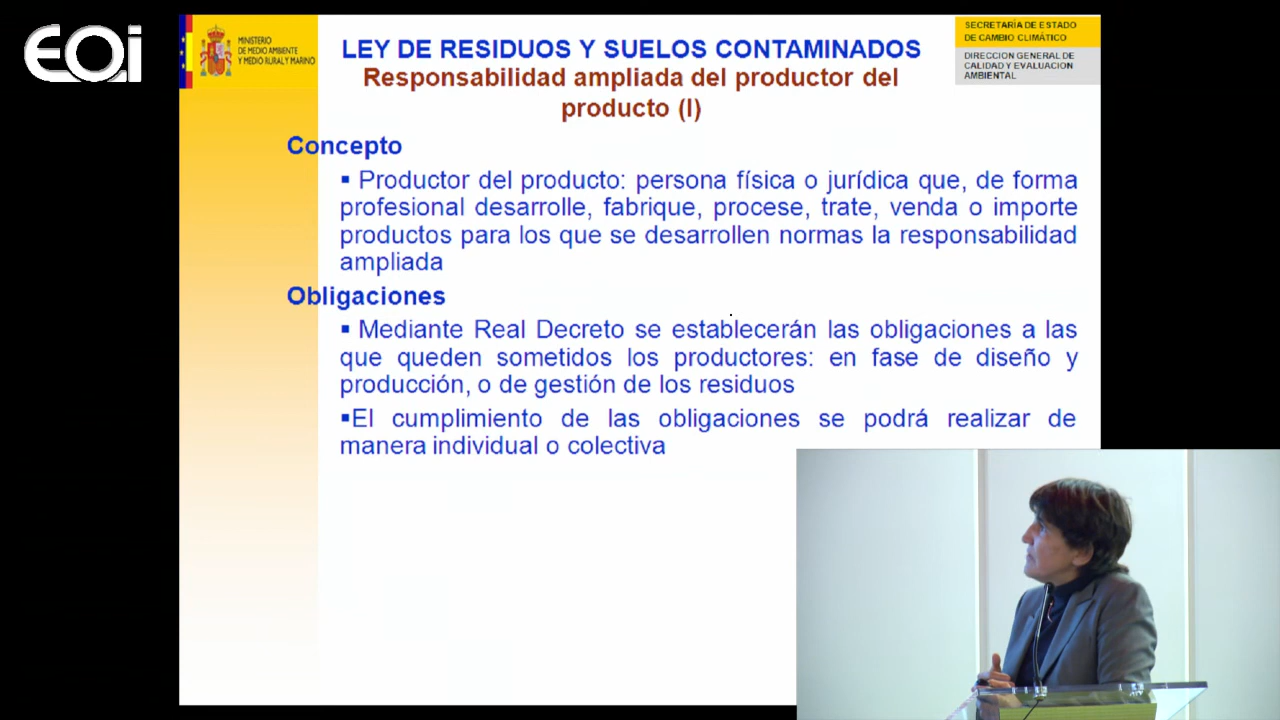 EOi
MINISTERIO
DE MEDIO AMBIENTE
Y MEDIO RURAL Y MARINO
LEY DE RESIDUOS Y SUELOS CONTAMINADOS
Responsabilidad ampliada del productor del
producto (I)
SECRETARÍA DE ESTADO
DE CAMBIO CLIMÁTICO
DIRECCION GENERAL DE
CALIDAD Y EVALUACION
AMBIENTAL
Concepto
▪ Productor del producto: persona física o jurídica que, de forma
profesional desarrolle, fabrique, procese, trate, venda o importe
productos para los que se desarrollen normas la responsabilidad
ampliada
Obligaciones
▪ Mediante Real Decreto se establecerán las obligaciones a las
que queden sometidos los productores: en fase de diseño y
producción, o de gestión de los residuos
▪El cumplimiento de las obligaciones se podrá realizar de
manera individual o colectiva